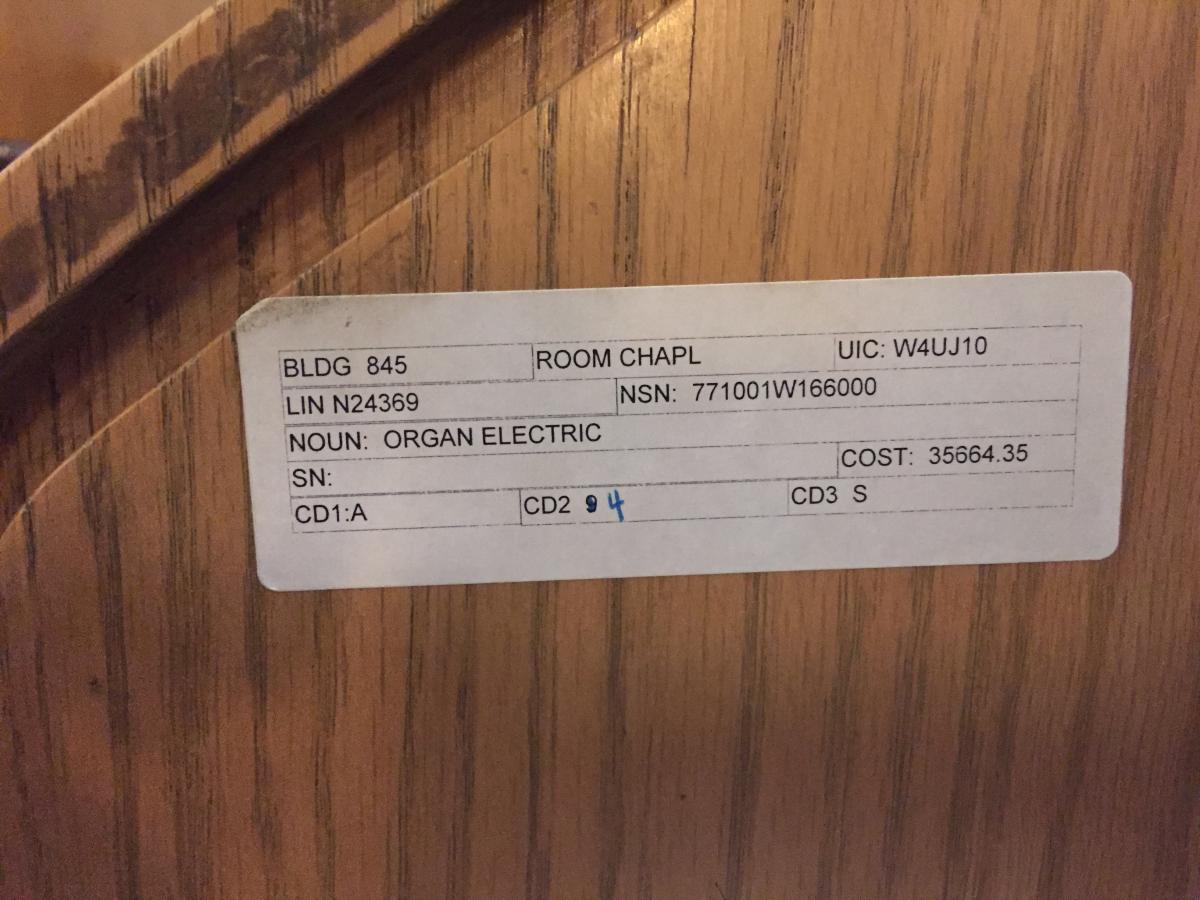 BLDG 845 ROOM CHAPL UIC: W4UJ10
LIN N24369 NSN: 771001W166000
NOUN: ORGAN ELECTRIC
SN: COST: 35664.35
CD1:A CD2 9 4 CD3 S